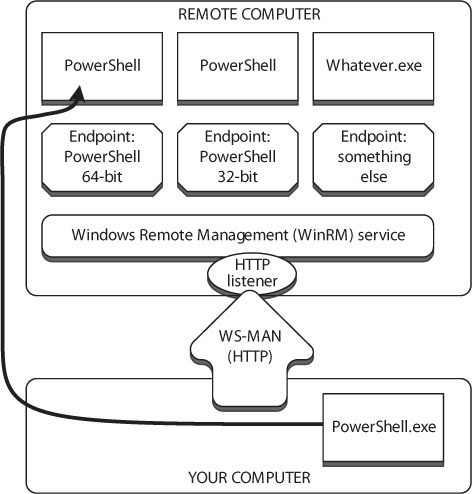 REMOTE COMPUTER
PowerShell
PowerShell
Whatever.exe
Endpoint:
PowerShell
64-bit
Endpoint:
PowerShell
32-bit
Endpoint:
something
else
Windows Remote Management (WinRM) service
HTTP
listener
WS-MAN
(HTTP)
PowerShell.exe
YOUR COMPUTER